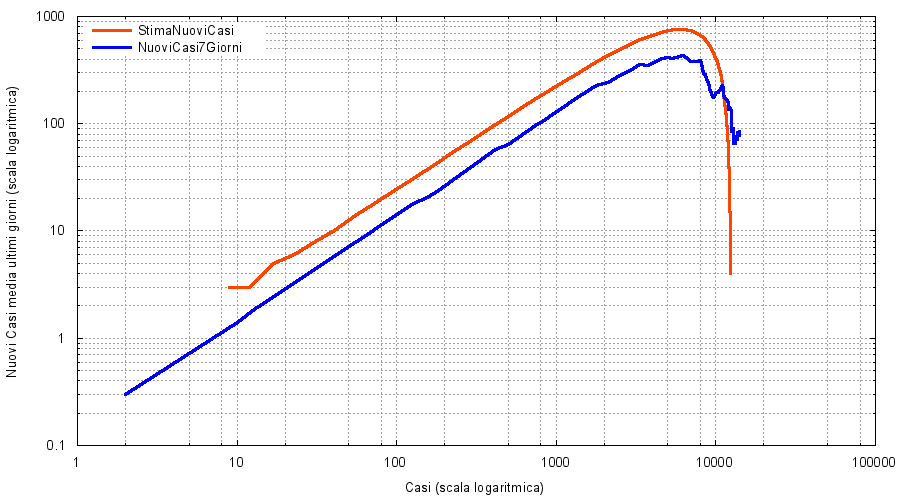 1000
StimaNuoviCasi
NuoviCasi7Giorni
100
10
1
0.1
Nuovi Casi media ultimi giorni (scala logaritmica)
1 10 100 1000 10000 100000
Casi (scala logaritmica)